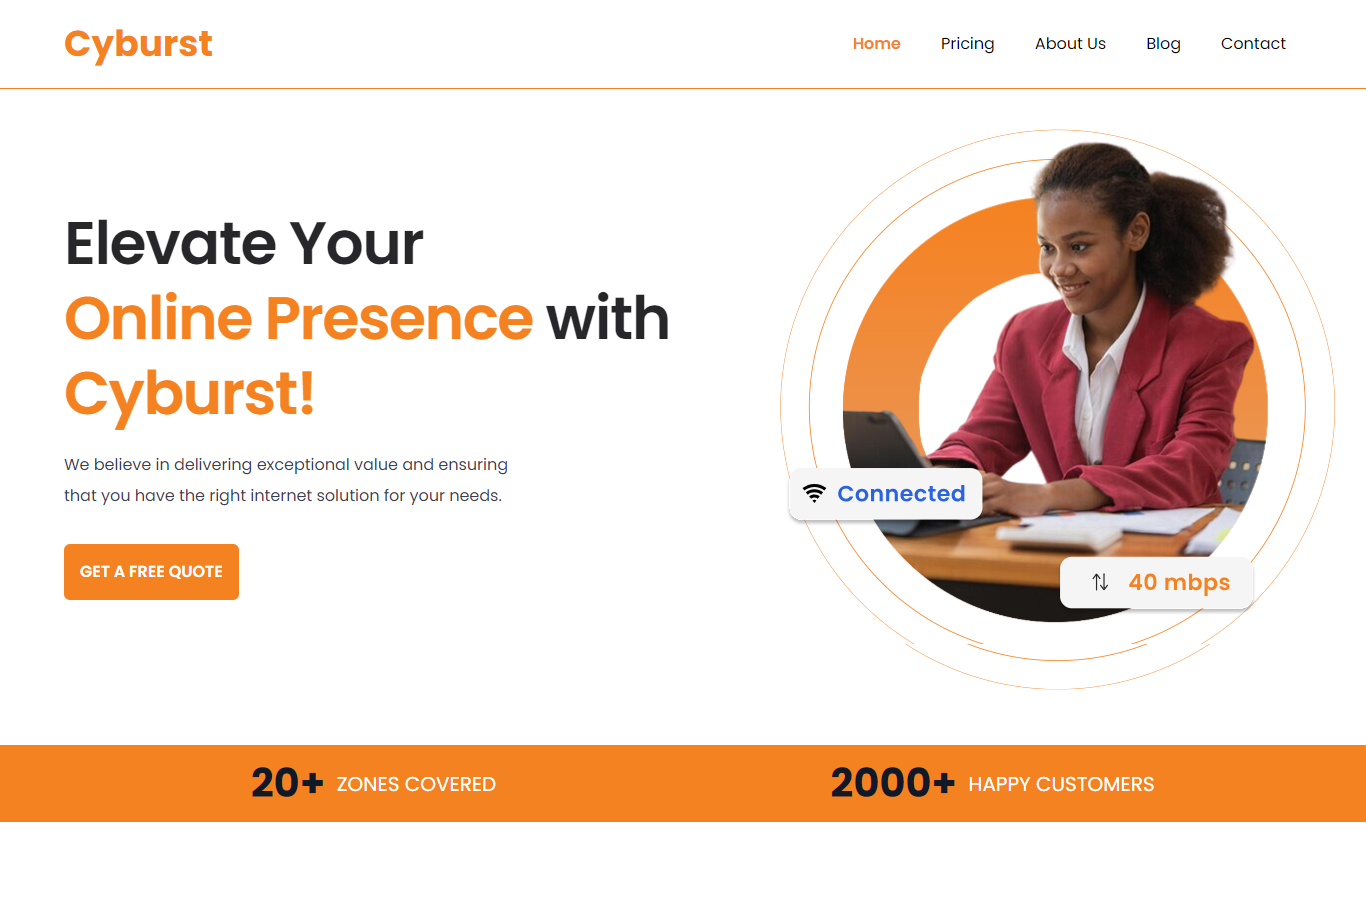 Cyburst
Home Pricing About Us Blog Contact
Elevate Your
Online Presence with
Cyburst!
We believe in delivering exceptional value and ensuring
that you have the right internet solution for your needs.
GET A FREE QUOTE
Connected
40 mbps
20+ ZONES COVERED
2000+ HAPPY CUSTOMERS